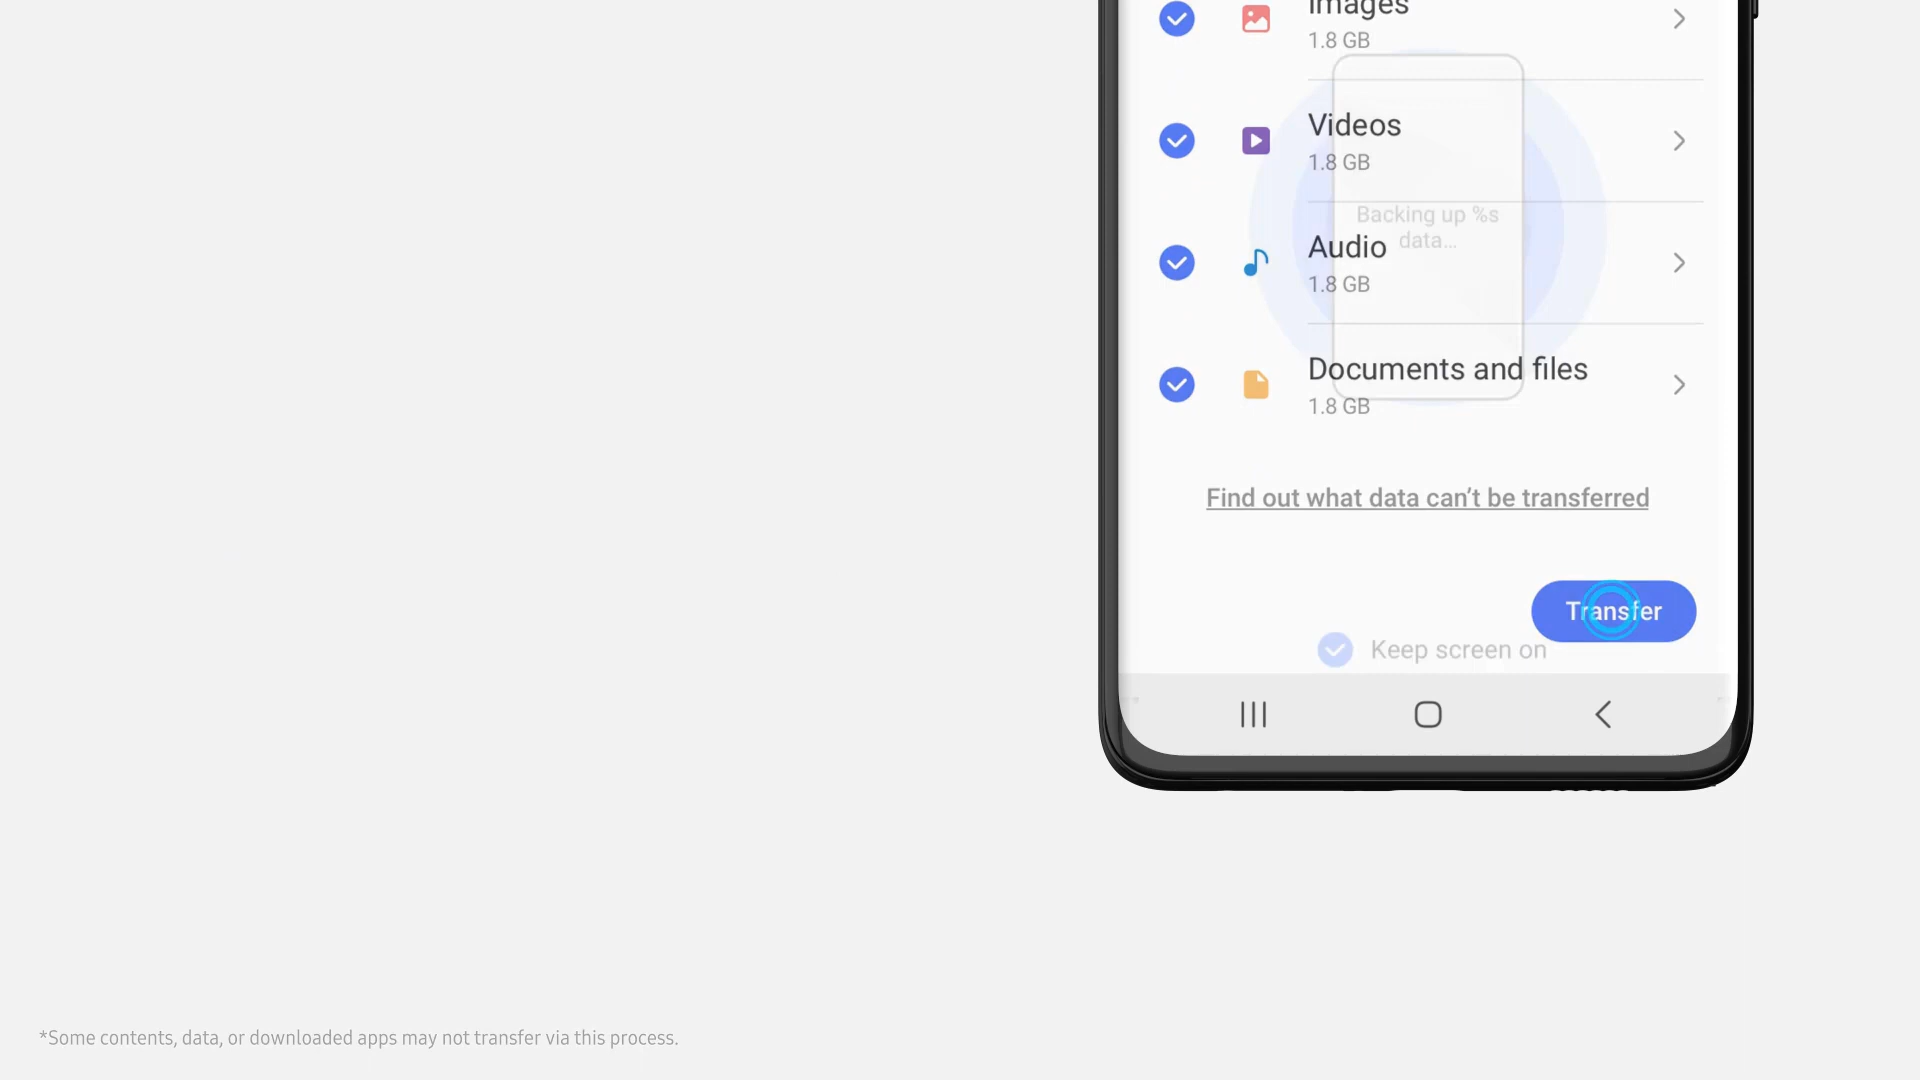 Images
1.8 GB
Videos
1.8 GB
Backing up %s
data...
Audio
1.8 GB
Documents and files
1.8 GB
Find out what data can't be transferred
Transfer
Keep screen on
*Some contents, data, or downloaded apps may not transfer via this process.